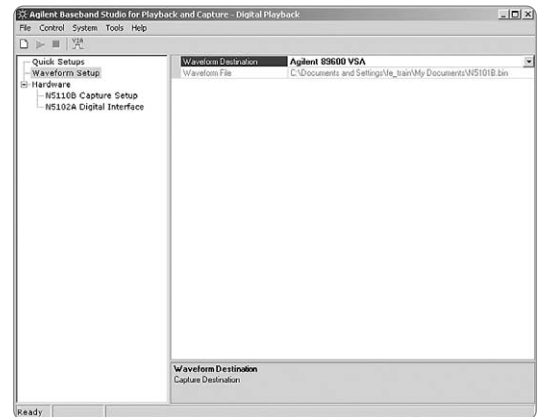 Agilent Baseband Studio for Playback and Capture - Digital Playback
File Control System Tools Help
VSA
Quick Setups
Waveform Setup
Hardware
N5110B Capture Setup
N5102A Digital Interface
Waveform Destination Agilent 89600 VSA
Waveform File C:\Documents and Settings\le_train\My Documents\N5101B.bin
Waveform Destination
Capture Destination
Ready